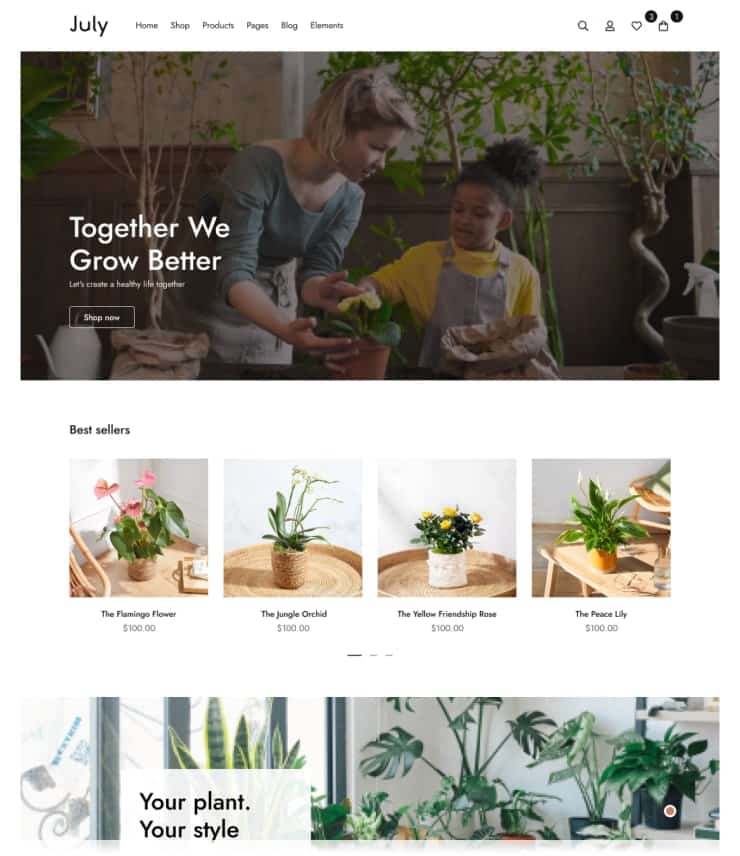 July
Home Shop Products Pages Blog Elements
3 1
Together We
Grow Better
Let's create a healthy life together
Shop now
Best sellers
The Flamingo Flower
$100.00
The Jungle Orchid
$100.00
The Yellow Friendship Rose
$100.00
The Peace Lily
$100.00
Your plant.
Your style